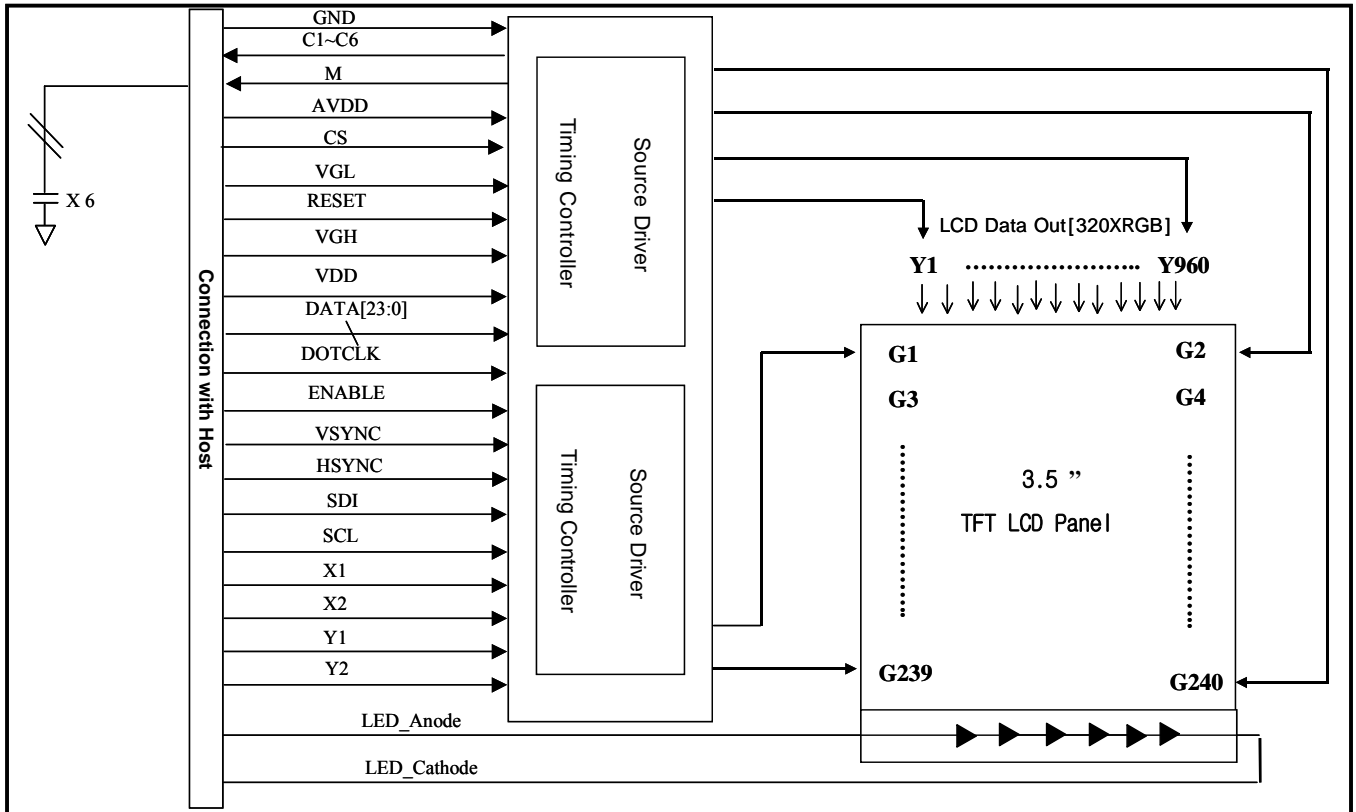 GND
C1~C6
M
AVDD
CS
VGL
RESET
VGH
VDD
DATA[23:0]
DOTCLK
ENABLE
VSYNC
HSYNC
SDI
SCL
X1
X2
Y1
Y2
LED_Anode
LED_Cathode
X 6
Connection with Host
Source Driver
Timing Controller
Source Driver
Timing Controller
LCD Data Out[320XRGB]
Y1 ........................ Y960
G1 G2
G3 G4
3.5 ”
TFT LCD Panel
G239 G240